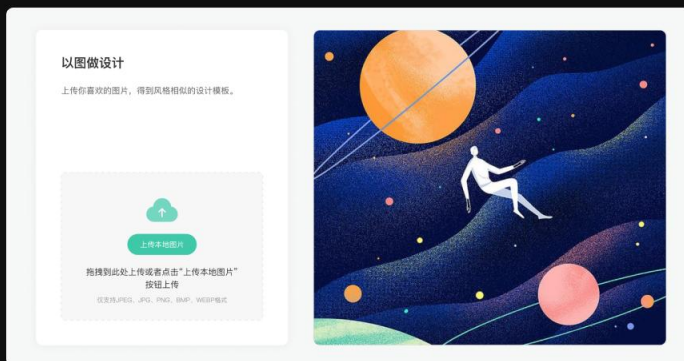 以图做设计
上传你喜欢的图片，得到风格相似的设计模板。
上传本地图片
拖拽到此处上传或者点击“上传本地图片”
按钮上传
仅支持JPEG、JPG、PNG、BMP、WEBP格式